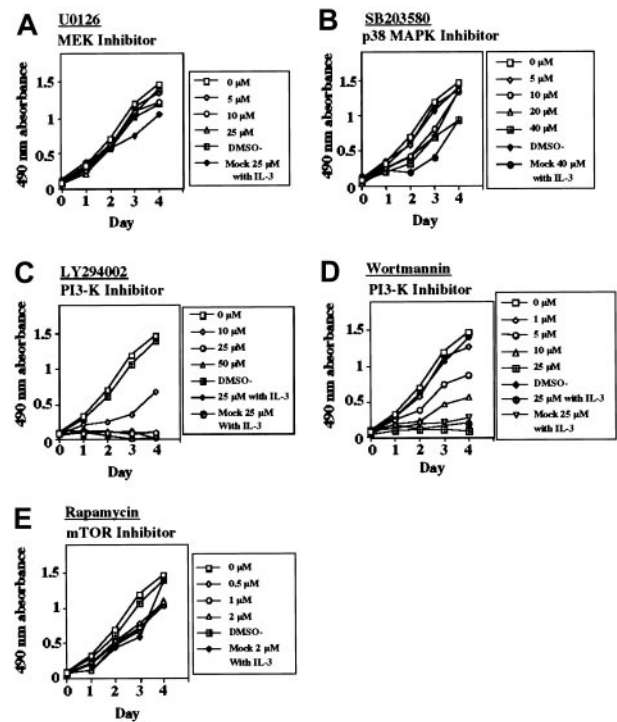 A
U0126
MEK Inhibitor
490 nm absorbance
1.5
1
0.5
0
0 1 2 3 4
Day
0 µM
5 µM
10 µM
25 µM
DMSO-
Mock 25 µM
with IL-3
B
SB203580
p38 MAPK Inhibitor
490 nm absorbance
1.5
1
0.5
0
0 1 2 3 4
Day
0 µM
5 µM
10 µM
20 µM
40 µM
DMSO-
Mock 40 µM
with IL-3
C
LY294002
PI3-K Inhibitor
490 nm absorbance
1.5
1
0.5
0
0 1 2 3 4
Day
0 µM
10 µM
25 µM
50 µM
DMSO-
25 µM with IL-3
Mock 25 µM
With IL-3
D
Wortmannin
PI3-K Inhibitor
490 nm absorbance
1.5
1
0.5
0
0 1 2 3 4
Day
0 µM
1 µM
5 µM
10 µM
25 µM
DMSO-
25 µM with IL-3
Mock 25 µM
with IL-3
E
Rapamycin
mTOR Inhibitor
490 nm absorbance
1.5
1
0.5
0
0 1 2 3 4
Day
0 µM
0.5 µM
1 µM
2 µM
DMSO-
Mock 2 µM
With IL-3